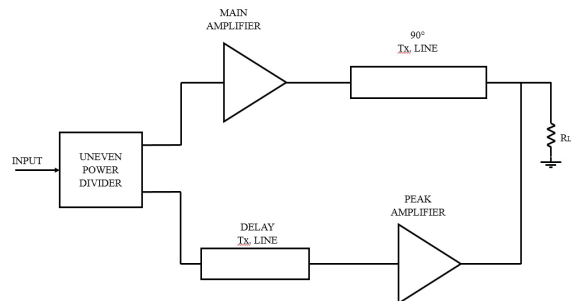 MAIN
AMPLIFIER
90°
Tx. LINE
INPUT
UNEVEN
POWER
DIVIDER
RL
PEAK
AMPLIFIER
DELAY
Tx. LINE